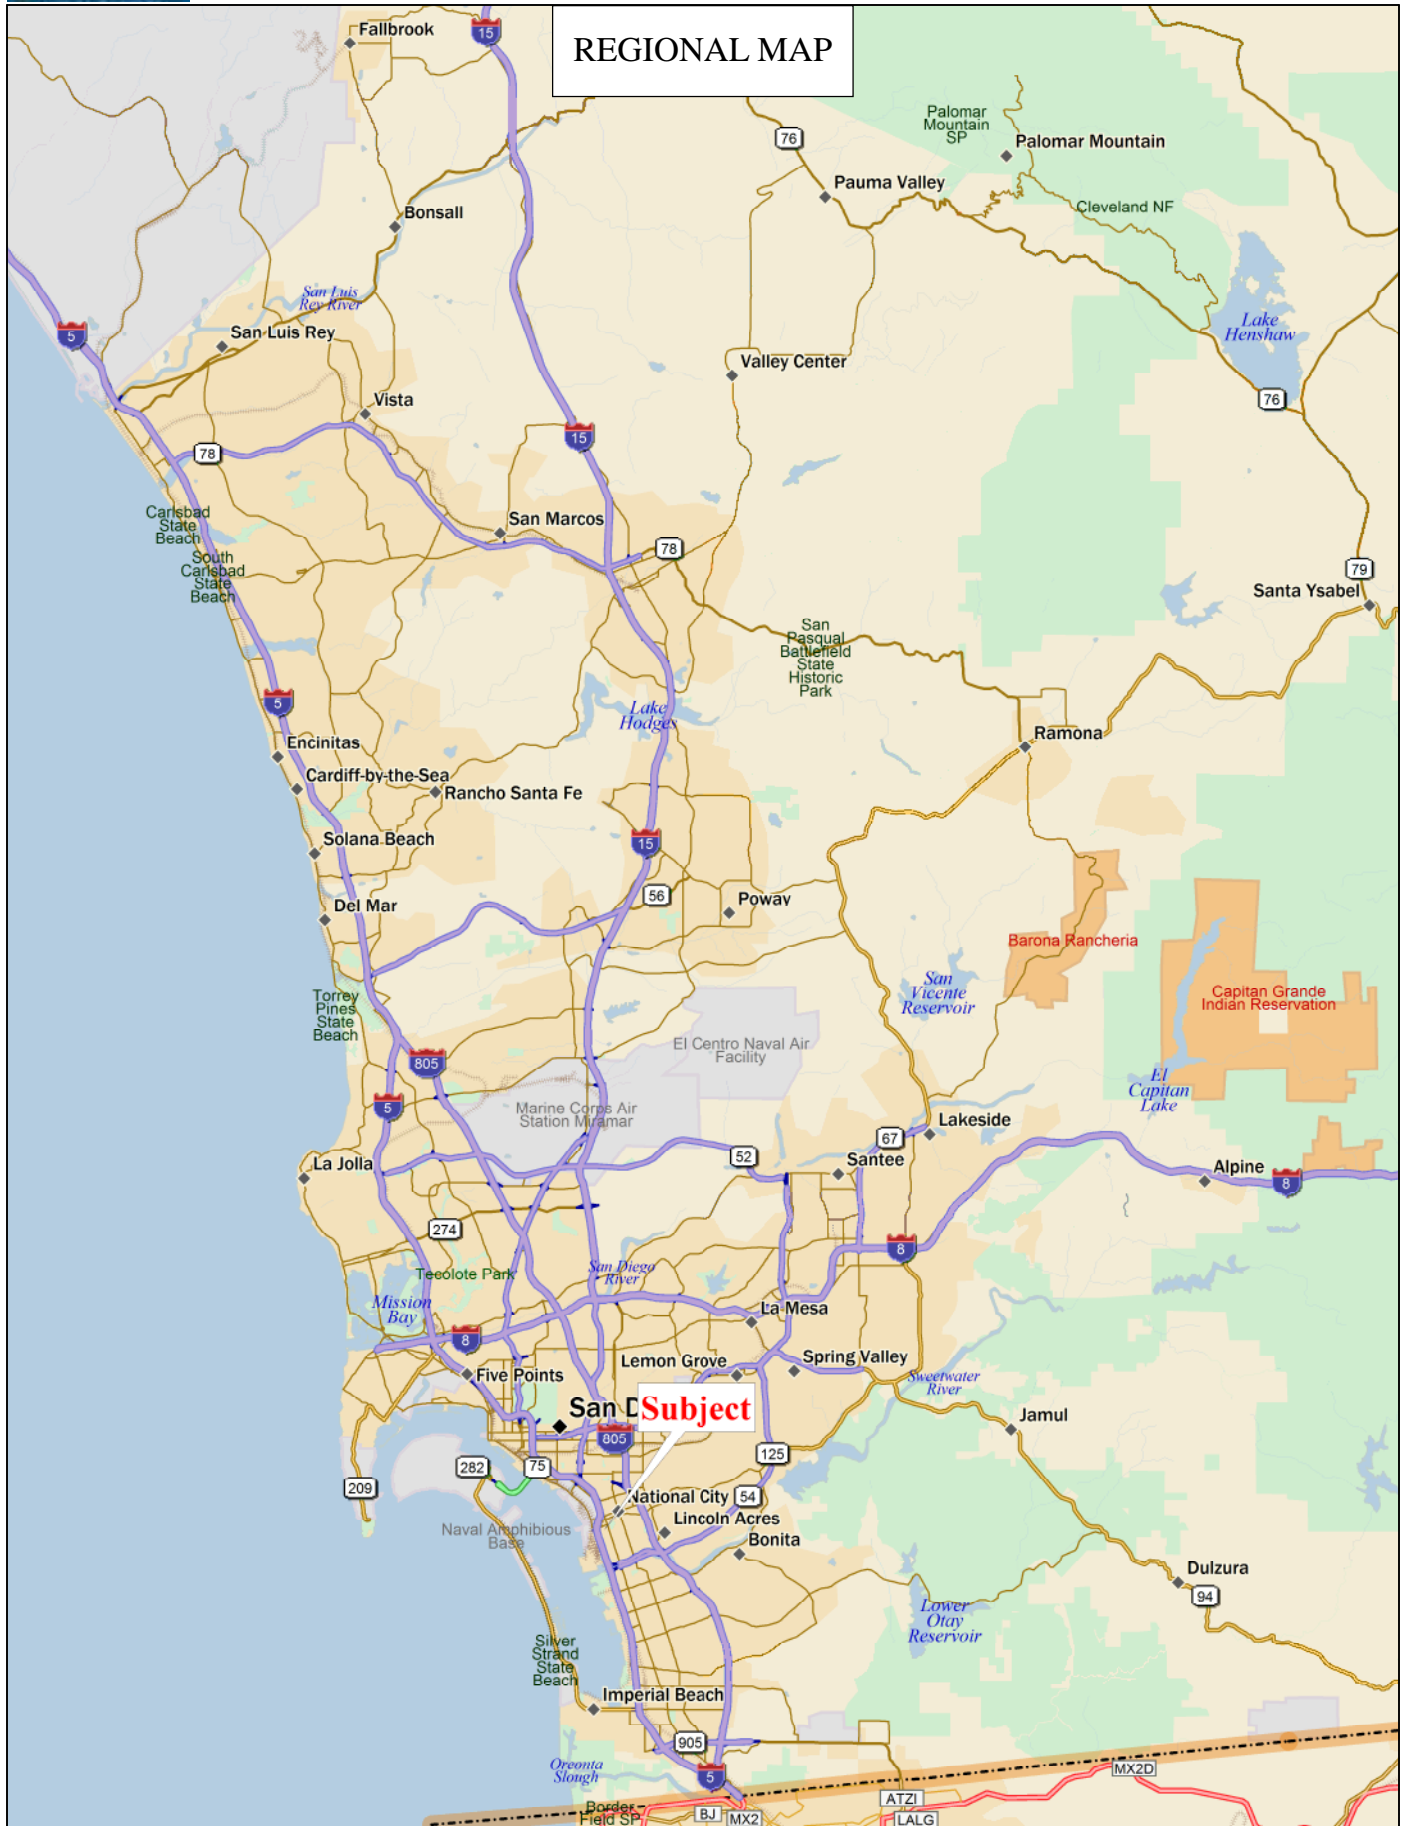 REGIONAL MAP
Fallbrook
15
76
Palomar
Mountain
SP
Palomar Mountain
Pauma Valley
Cleveland NF
Bonsall
San Luis
Rey River
5
San Luis Rey
Lake
Henshaw
Valley Center
76
Vista
15
78
Carlsbad
State
Beach
San Marcos
78
South
Carlsbad
State
Beach
79
Santa Ysabel
San
Pasqual
Battlefield
State
Historic
Park
5
Lake
Hodges
Ramona
Encinitas
Cardiff-by-the-Sea
Rancho Santa Fe
Solana Beach
15
56
Poway
Del Mar
Barona Rancheria
San
Vicente
Reservoir
Capitan Grande
Indian Reservation
Torrey
Pines
State
Beach
El Centro Naval Air
Facility
805
5
El
Capitan
Lake
Marine Corps Air
Station Miramar
Lakeside
67
52
Santee
La Jolla
Alpine
8
274
8
Tecolote Park
San Diego
River
Mission
Bay
La Mesa
8
Lemon Grove
Spring Valley
Five Points
Sweetwater
River
San D
Subject
Jamul
805
125
282
75
209
National City
54
Lincoln Acres
Naval Amphibious
Base
Bonita
Dulzura
94
Lower
Otay
Reservoir
Silver
Strand
State
Beach
Imperial Beach
905
Oreonta
Slough
5
MX2D
Border
Field SP
BJ
MX2
ATZI
LALG